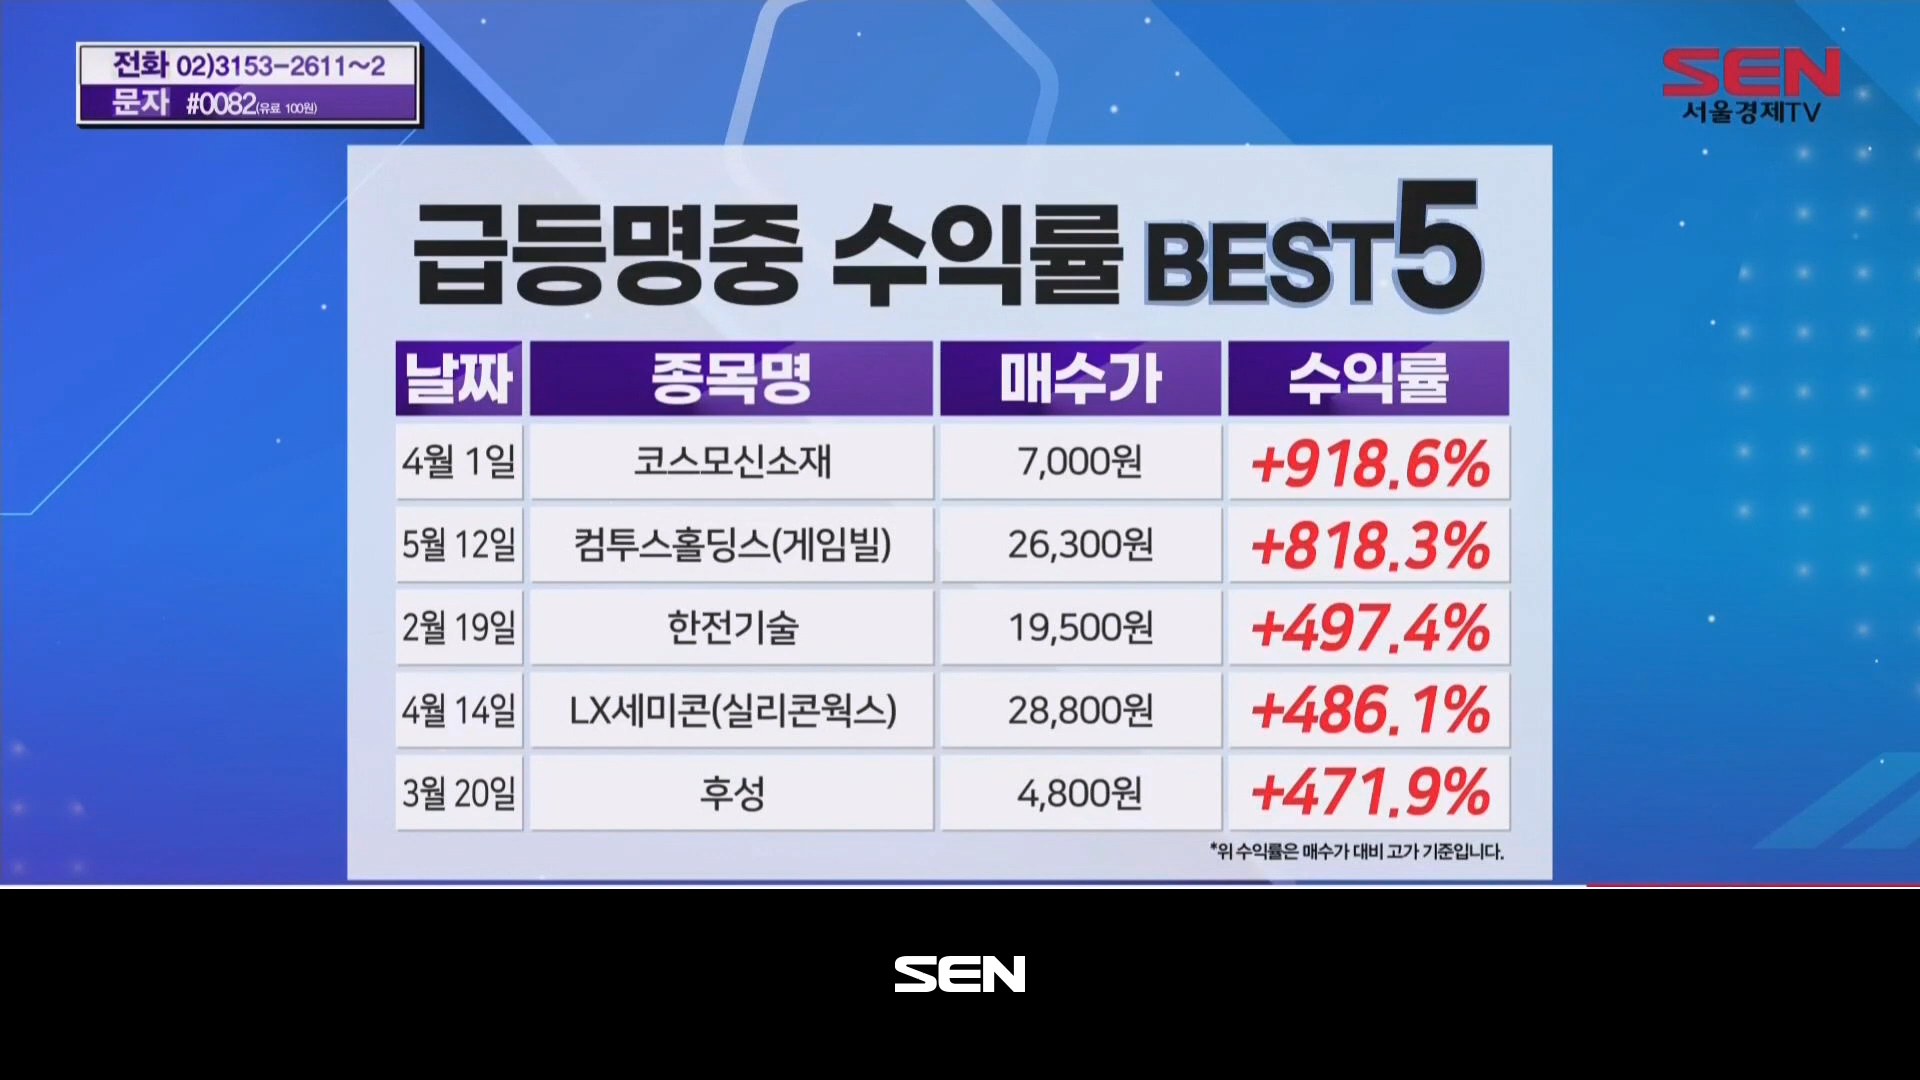 전화 02)3153-2611~2
문자 #0082(유료 100원)
SEN
서울경제TV
급등명중 수익률 BEST5
날짜 종목명 매수가 수익률
4월 1일 코스모신소재 7,000원 +918.6%
5월 12일 컴투스홀딩스(게임빌) 26,300원 +818.3%
2월 19일 한전기술 19,500원 +497.4%
4월 14일 LX세미콘(실리콘웍스) 28,800원 +486.1%
3월 20일 후성 4,800원 +471.9%
*위 수익률은 매수가 대비 고가 기준입니다.
SEN